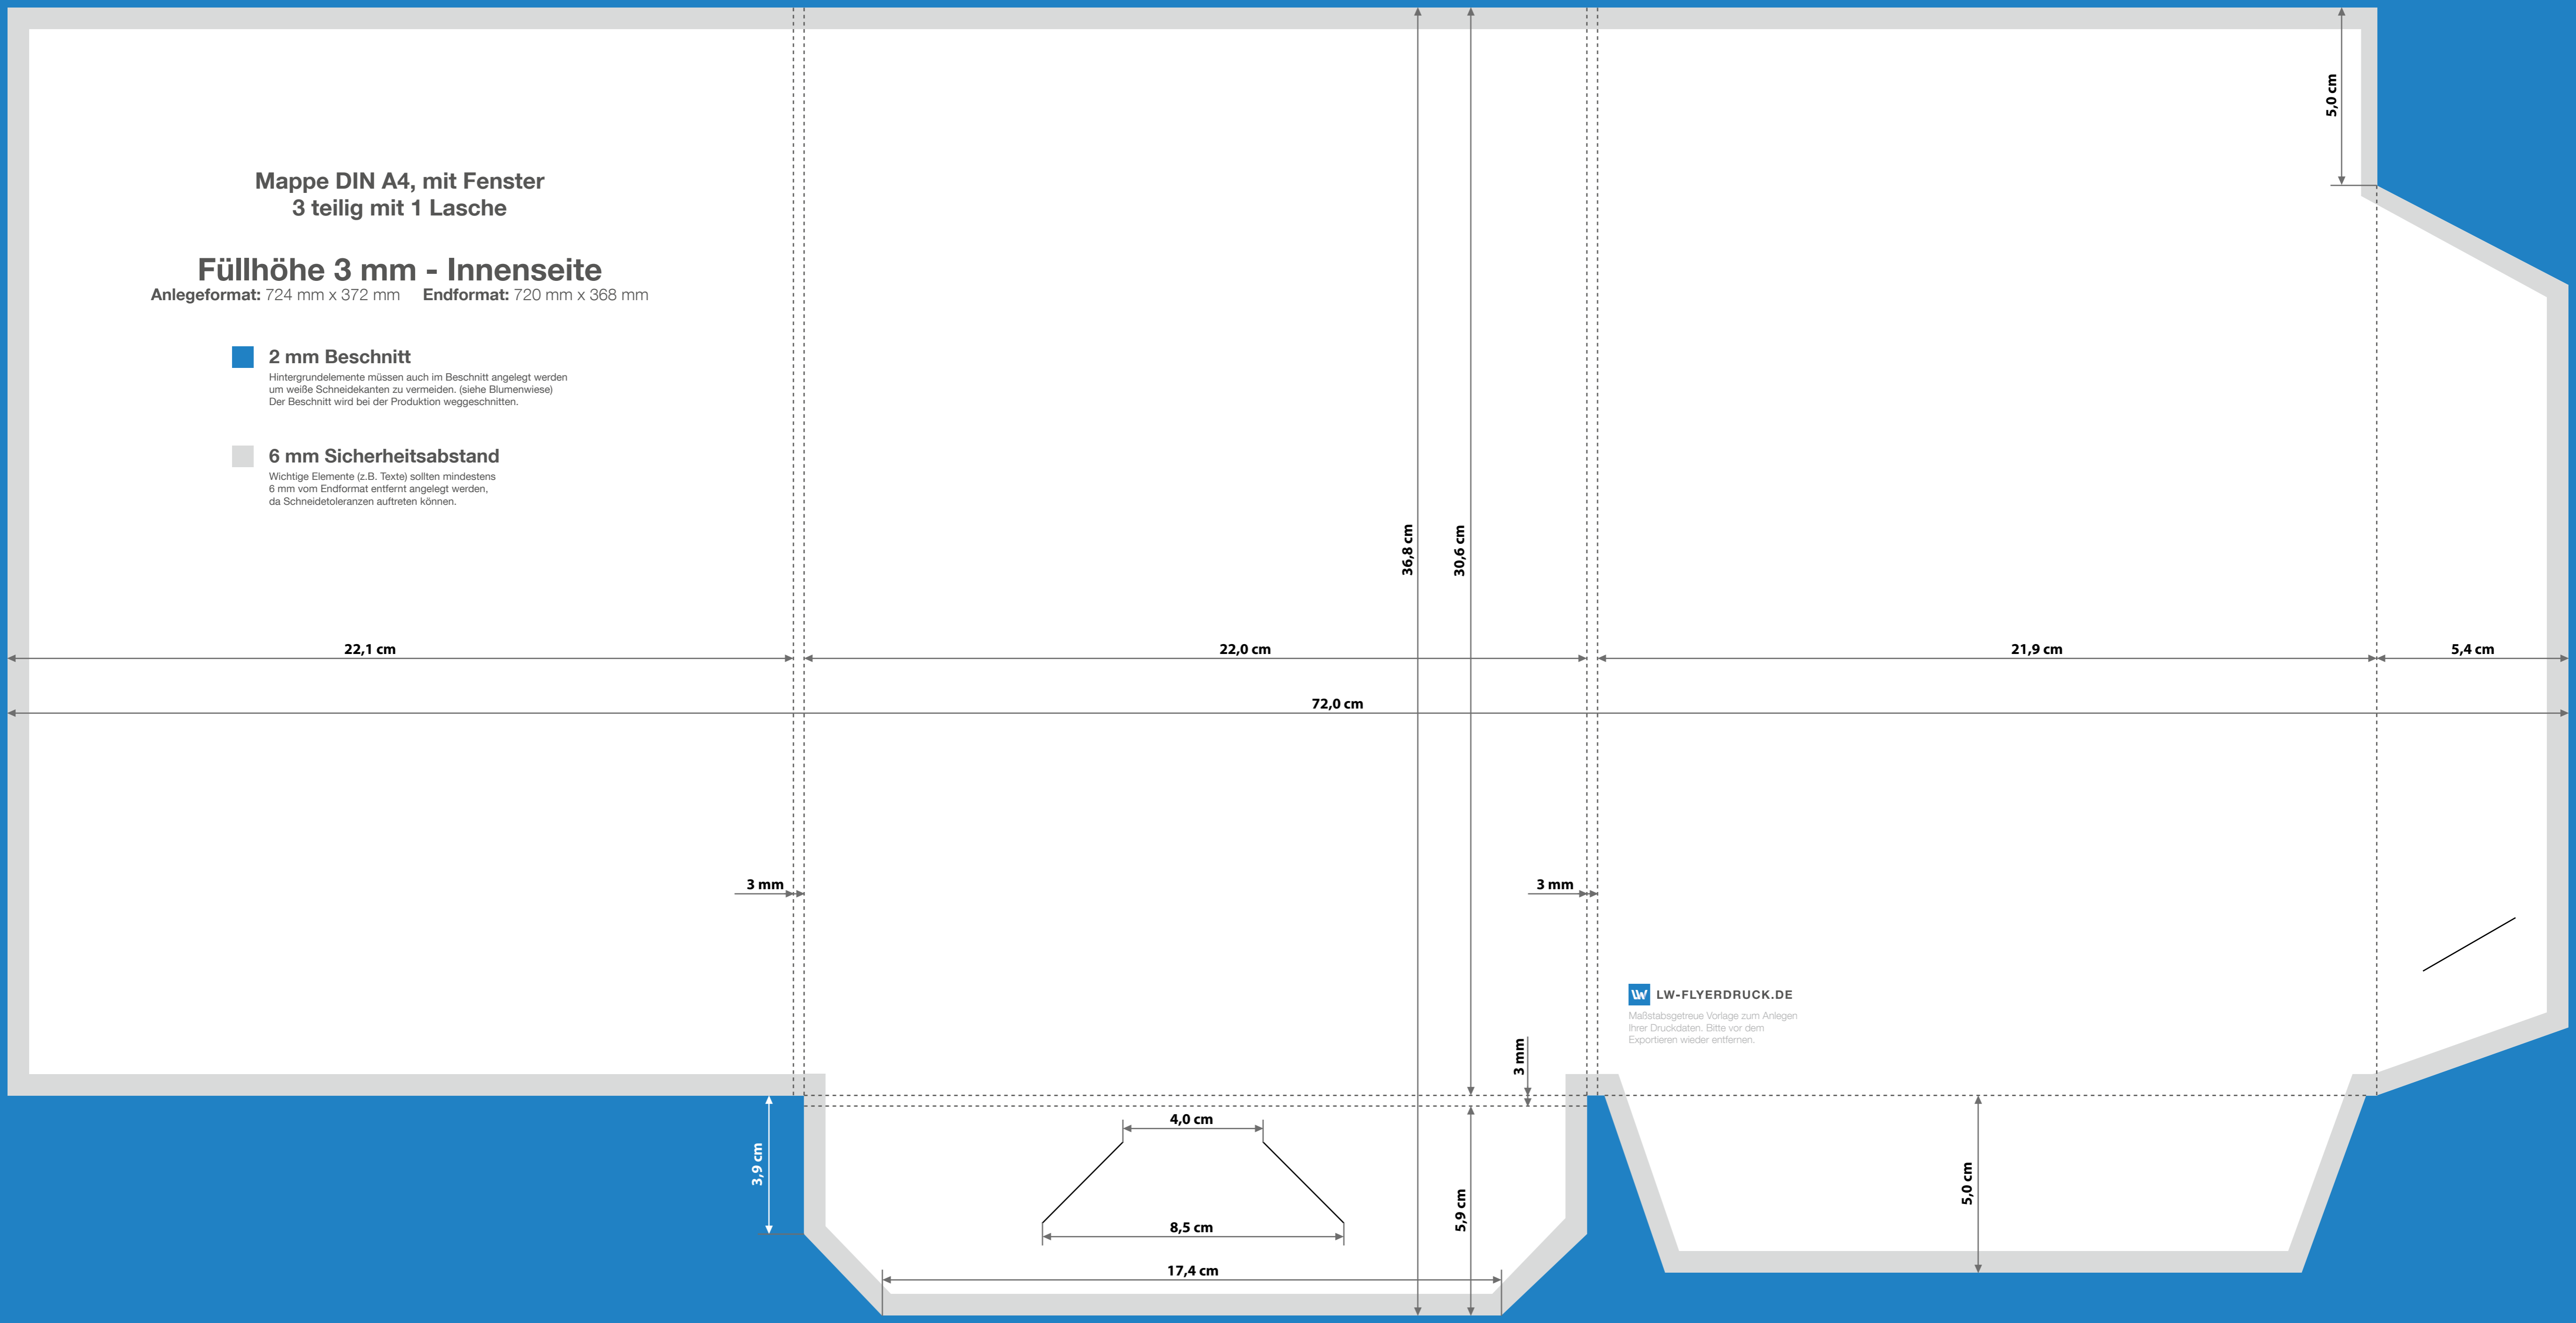 Mappe DIN A4, mit Fenster
3 teilig mit 1 Lasche
Füllhöhe 3 mm - Innenseite
Anlegeformat: 724 mm x 372 mm Endformat: 720 mm x 368 mm
2 mm Beschnitt
Hintergrundelemente müssen auch im Beschnitt angelegt werden
um weiße Schneidekanten zu vermeiden. (siehe Blumenwiese)
Der Beschnitt wird bei der Produktion weggeschnitten.
6 mm Sicherheitsabstand
Wichtige Elemente (z.B. Texte) sollten mindestens
6 mm vom Endformat entfernt angelegt werden,
da Schneidetoleranzen auftreten können.
5,0 cm
36,8 cm
30,6 cm
22,1 cm
22,0 cm
21,9 cm
5,4 cm
72,0 cm
3 mm
3 mm
LW LW-FLYERDRUCK.DE
Maßstabsgetreue Vorlage zum Anlegen
Ihrer Druckdaten. Bitte vor dem
Exportieren wieder entfernen.
3 mm
4,0 cm
3,9 cm
5,0 cm
5,9 cm
8,5 cm
17,4 cm